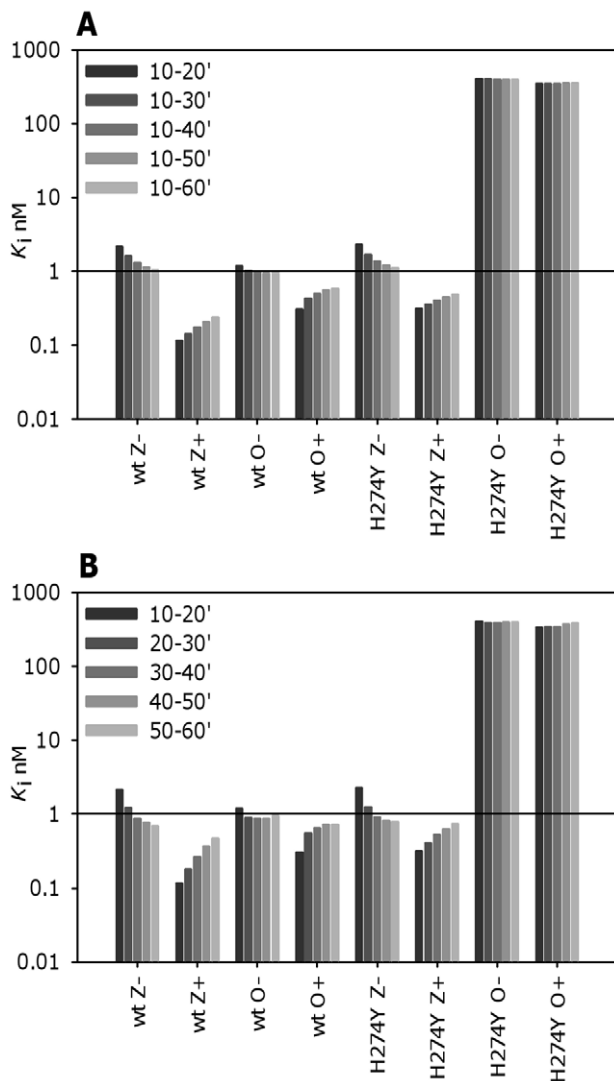 A
1000
100
10
1
0.1
0.01
Ki nM
10-20'
10-30'
10-40'
10-50'
10-60'
wt Z-
wt Z+
wt O-
wt O+
H274Y Z-
H274Y Z+
H274Y O-
H274Y O+
B
1000
100
10
1
0.1
0.01
Ki nM
10-20'
20-30'
30-40'
40-50'
50-60'
wt Z-
wt Z+
wt O-
wt O+
H274Y Z-
H274Y Z+
H274Y O-
H274Y O+